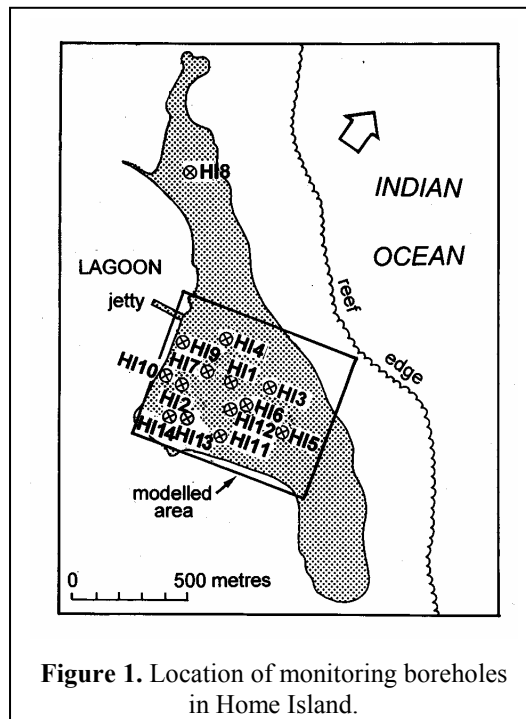 HI8
INDIAN
OCEAN
LAGOON
jetty
reef
edge
HI9
HI4
HI10
HI7
HI1
HI3
HI2
HI6
HI12
HI5
HI14
HI13
HI11
modelled
area
0 500 metres
Figure 1. Location of monitoring boreholes
in Home Island.